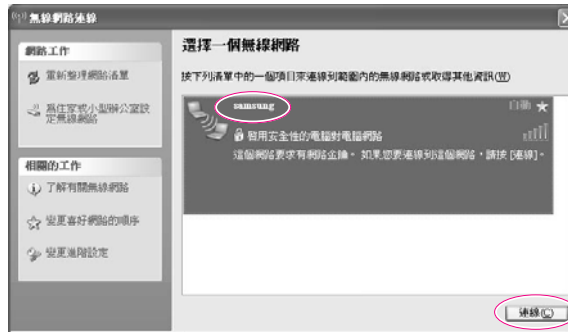 無線網路連線
網路工作
重新整理網路清單
為住家或小型辦公室設
定無線網路
相關的工作
了解有關無線網路
變更喜好網路的順序
變更進階設定
選擇一個無線網路
按下列清單中的一個項目來連線到範圍內的無線網路或取得其他資訊(W)
samsung
自動
啟用安全性的電腦對電腦網路
這個網路要求有網路金鑰。如果您要連線到這個網路，請按 [連線]。
連線(C)